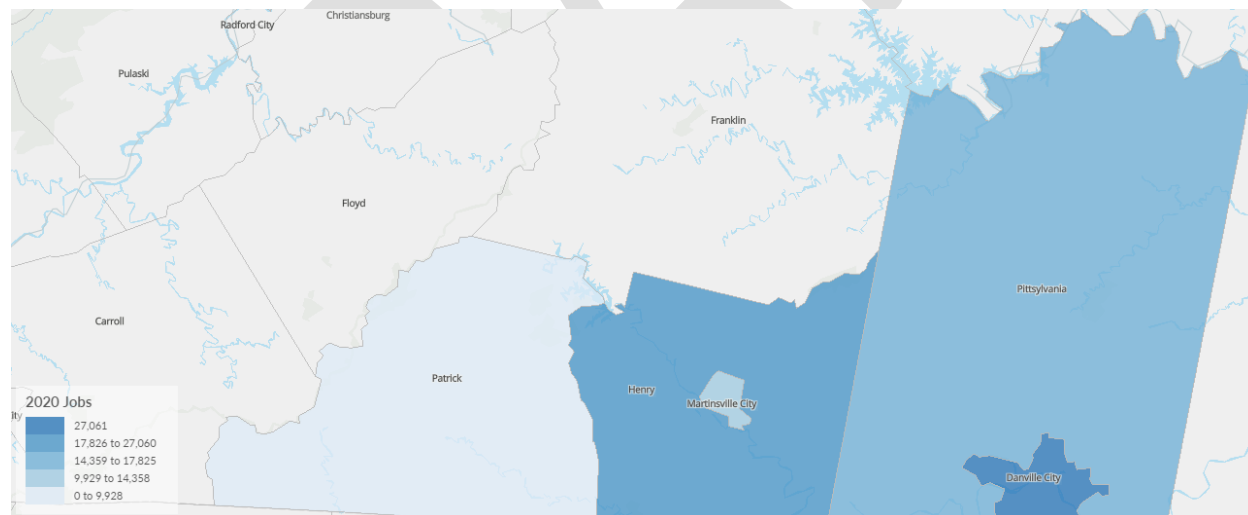 Christiansburg
Radford City
Pulaski
Franklin
Floyd
Pittsylvania
Carroll
Patrick
Henry
Martinsville City
Danville City
ity
2020 Jobs
27,061
17,826 to 27,060
14,359 to 17,825
9,929 to 14,358
0 to 9,928